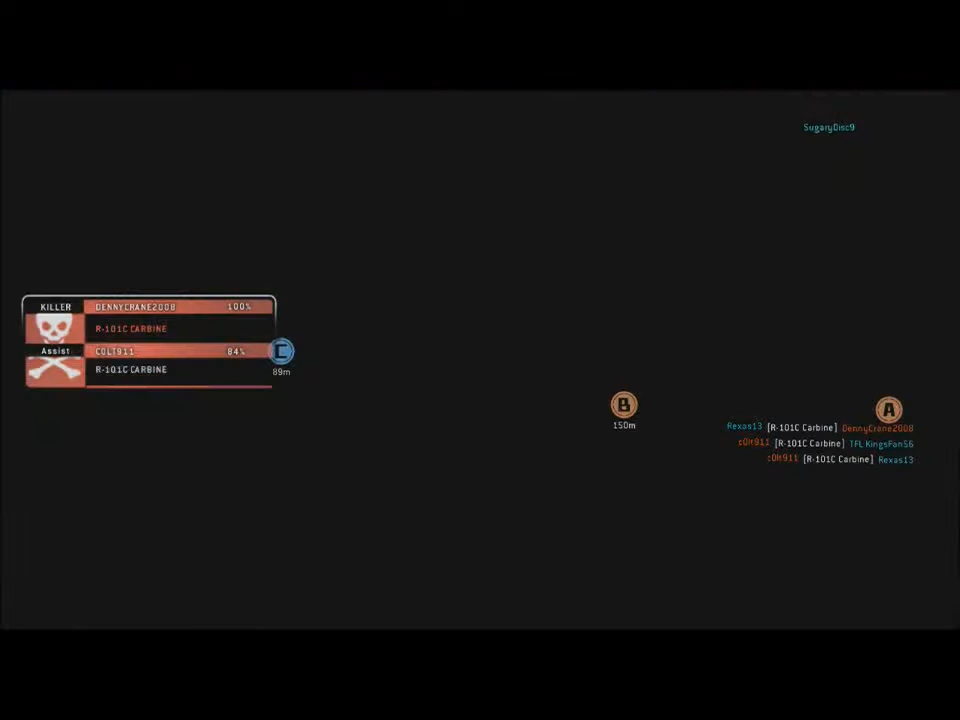 SugaryDisc9
KILLER DENNYCRANE2008 100%
R-101C CARBINE
Assist C0LT911 84%
R-101C CARBINE
C
89m
B
150m
A
Rexas13 [R-101C Carbine] DennyCrane2008
c0lt911 [R-101C Carbine] TFL KingsFan56
c0lt911 [R-101C Carbine] Rexas13